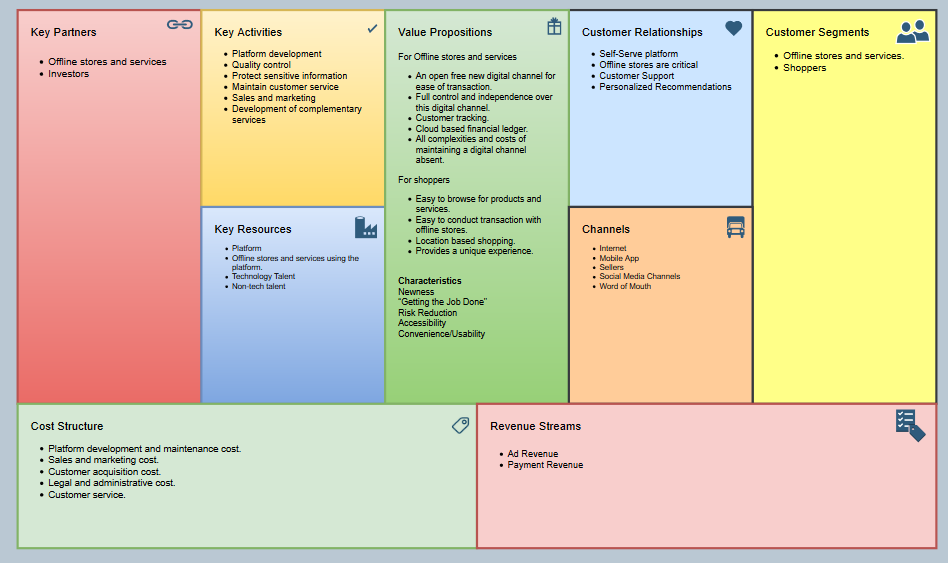 Key Partners
Offline stores and services
Investors
Key Activities
Platform development
Quality control
Protect sensitive information
Maintain customer service
Sales and marketing
Development of complementary
services
Key Resources
Platform
Offline stores and services using the
platform.
Technology Talent
Non-tech talent
Value Propositions
For Offline stores and services
An open free new digital channel for
ease of transaction.
Full control and independence over
this digital channel.
Customer tracking.
Cloud based financial ledger.
All complexities and costs of
maintaining a digital channel
absent.
For shoppers
Easy to browse for products and
services.
Easy to conduct transaction with
offline stores.
Location based shopping.
Provides a unique experience.
Characteristics
Newness
"Getting the Job Done"
Risk Reduction
Accessibility
Convenience/Usability
Customer Relationships
Self-Serve platform
Offline stores are critical
Customer Support
Personalized Recommendations
Channels
Internet
Mobile App
Sellers
Social Media Channels
Word of Mouth
Customer Segments
Offline stores and services.
Shoppers
Cost Structure
Platform development and maintenance cost.
Sales and marketing cost.
Customer acquisition cost.
Legal and administrative cost.
Customer service.
Revenue Streams
Ad Revenue
Payment Revenue